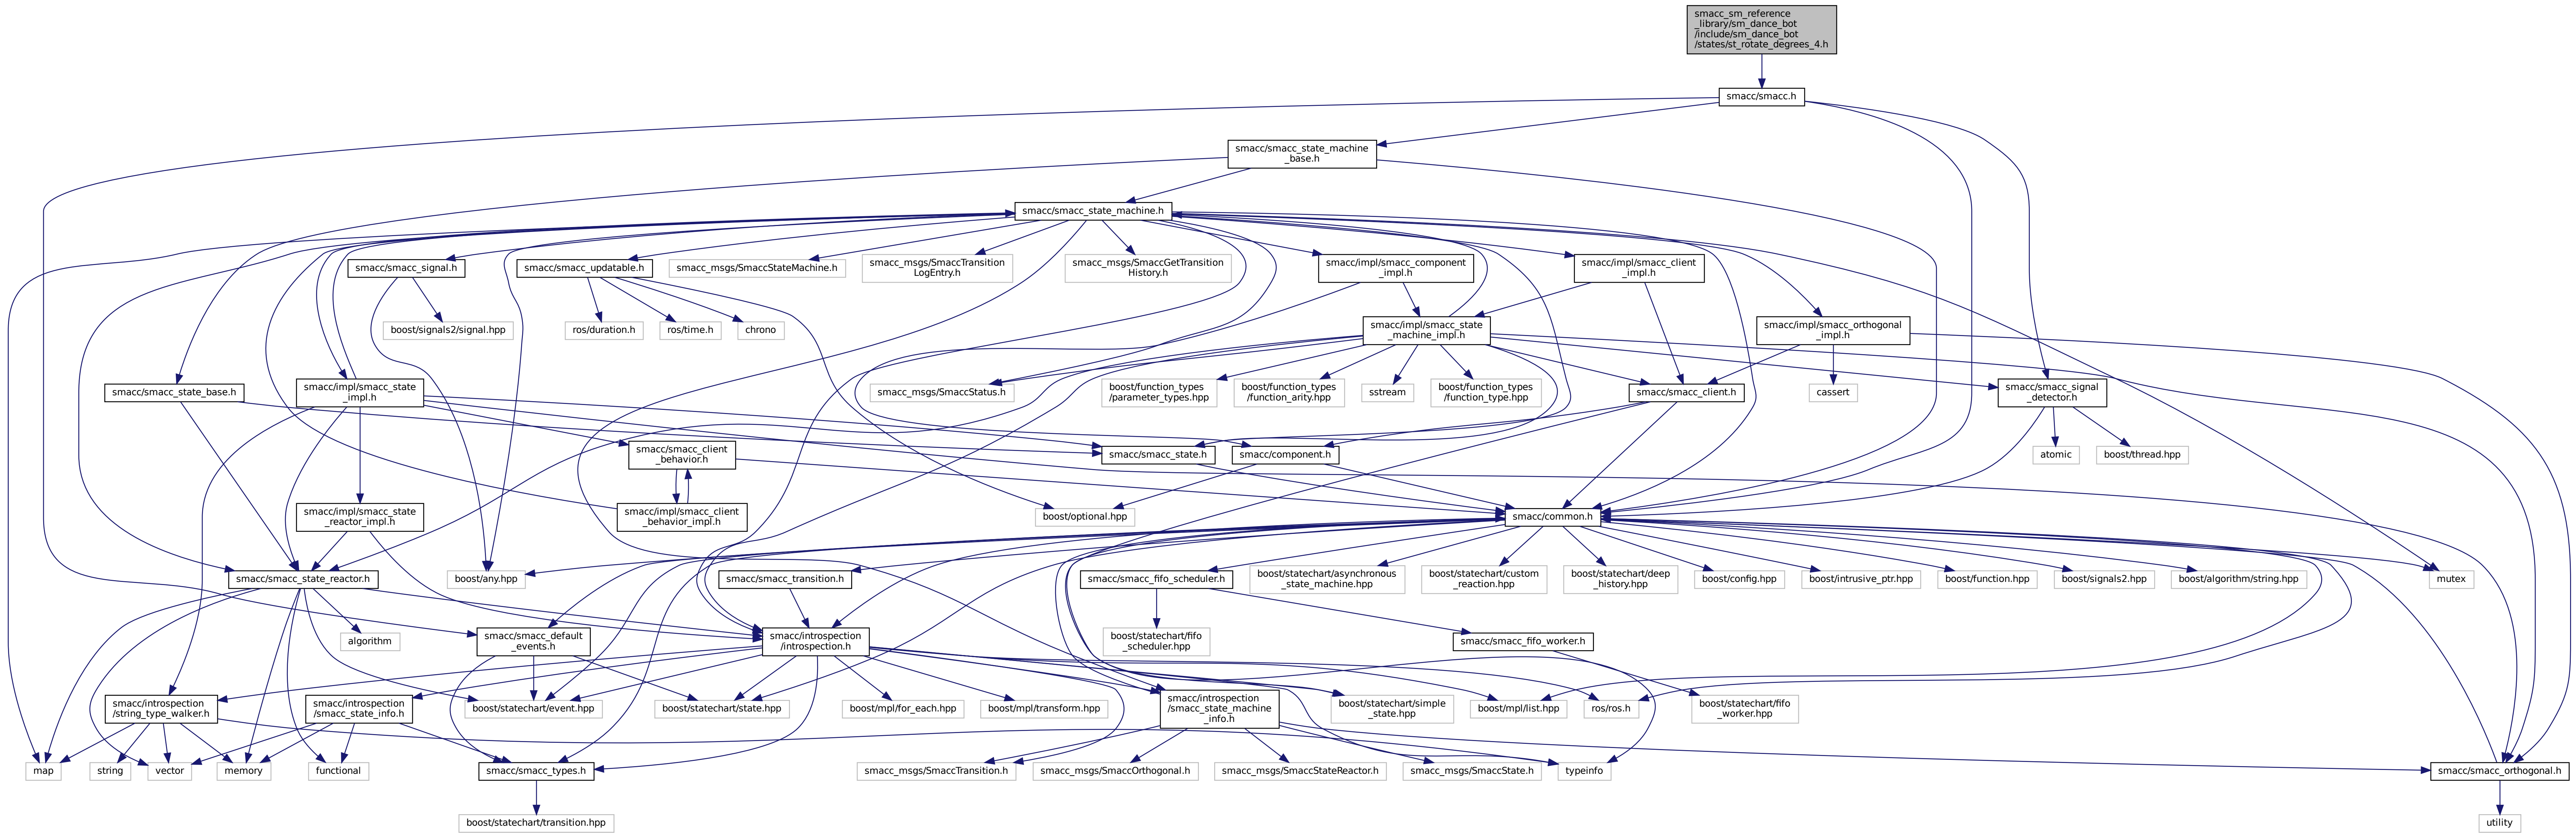 smacc_sm_reference
_library/sm_dance_bot
/include/sm_dance_bot
/states/st_rotate_degrees_4.h
smacc/smacc.h
smacc/smacc_state_machine
_base.h
smacc/smacc_state_machine.h
smacc/smacc_signal.h
smacc/smacc_updatable.h
smacc_msgs/SmaccStateMachine.h
smacc_msgs/SmaccTransition
LogEntry.h
smacc_msgs/SmaccGetTransition
History.h
smacc/impl/smacc_component
_impl.h
smacc/impl/smacc_client
_impl.h
boost/signals2/signal.hpp
ros/duration.h
ros/time.h
chrono
smacc/impl/smacc_state
_machine_impl.h
smacc/impl/smacc_orthogonal
_impl.h
smacc/smacc_state_base.h
smacc/impl/smacc_state
_impl.h
smacc_msgs/SmaccStatus.h
boost/function_types
/parameter_types.hpp
boost/function_types
/function_arity.hpp
sstream
boost/function_types
/function_type.hpp
smacc/smacc_client.h
cassert
smacc/smacc_signal
_detector.h
smacc/smacc_client
_behavior.h
smacc/smacc_state.h
smacc/component.h
atomic
boost/thread.hpp
smacc/impl/smacc_state
_reactor_impl.h
smacc/impl/smacc_client
_behavior_impl.h
boost/optional.hpp
smacc/common.h
smacc/smacc_state_reactor.h
boost/any.hpp
smacc/smacc_transition.h
smacc/smacc_fifo_scheduler.h
boost/statechart/asynchronous
_state_machine.hpp
boost/statechart/custom
_reaction.hpp
boost/statechart/deep
_history.hpp
boost/config.hpp
boost/intrusive_ptr.hpp
boost/function.hpp
boost/signals2.hpp
boost/algorithm/string.hpp
mutex
algorithm
smacc/smacc_default
_events.h
smacc/introspection
/introspection.h
boost/statechart/fifo
_scheduler.hpp
smacc/smacc_fifo_worker.h
smacc/introspection
/string_type_walker.h
smacc/introspection
/smacc_state_info.h
boost/statechart/event.hpp
boost/statechart/state.hpp
boost/mpl/for_each.hpp
boost/mpl/transform.hpp
smacc/introspection
/smacc_state_machine
_info.h
boost/statechart/simple
_state.hpp
boost/mpl/list.hpp
ros/ros.h
boost/statechart/fifo
_worker.hpp
map
string
vector
memory
functional
smacc/smacc_types.h
smacc_msgs/SmaccTransition.h
smacc_msgs/SmaccOrthogonal.h
smacc_msgs/SmaccStateReactor.h
smacc_msgs/SmaccState.h
typeinfo
smacc/smacc_orthogonal.h
boost/statechart/transition.hpp
utility